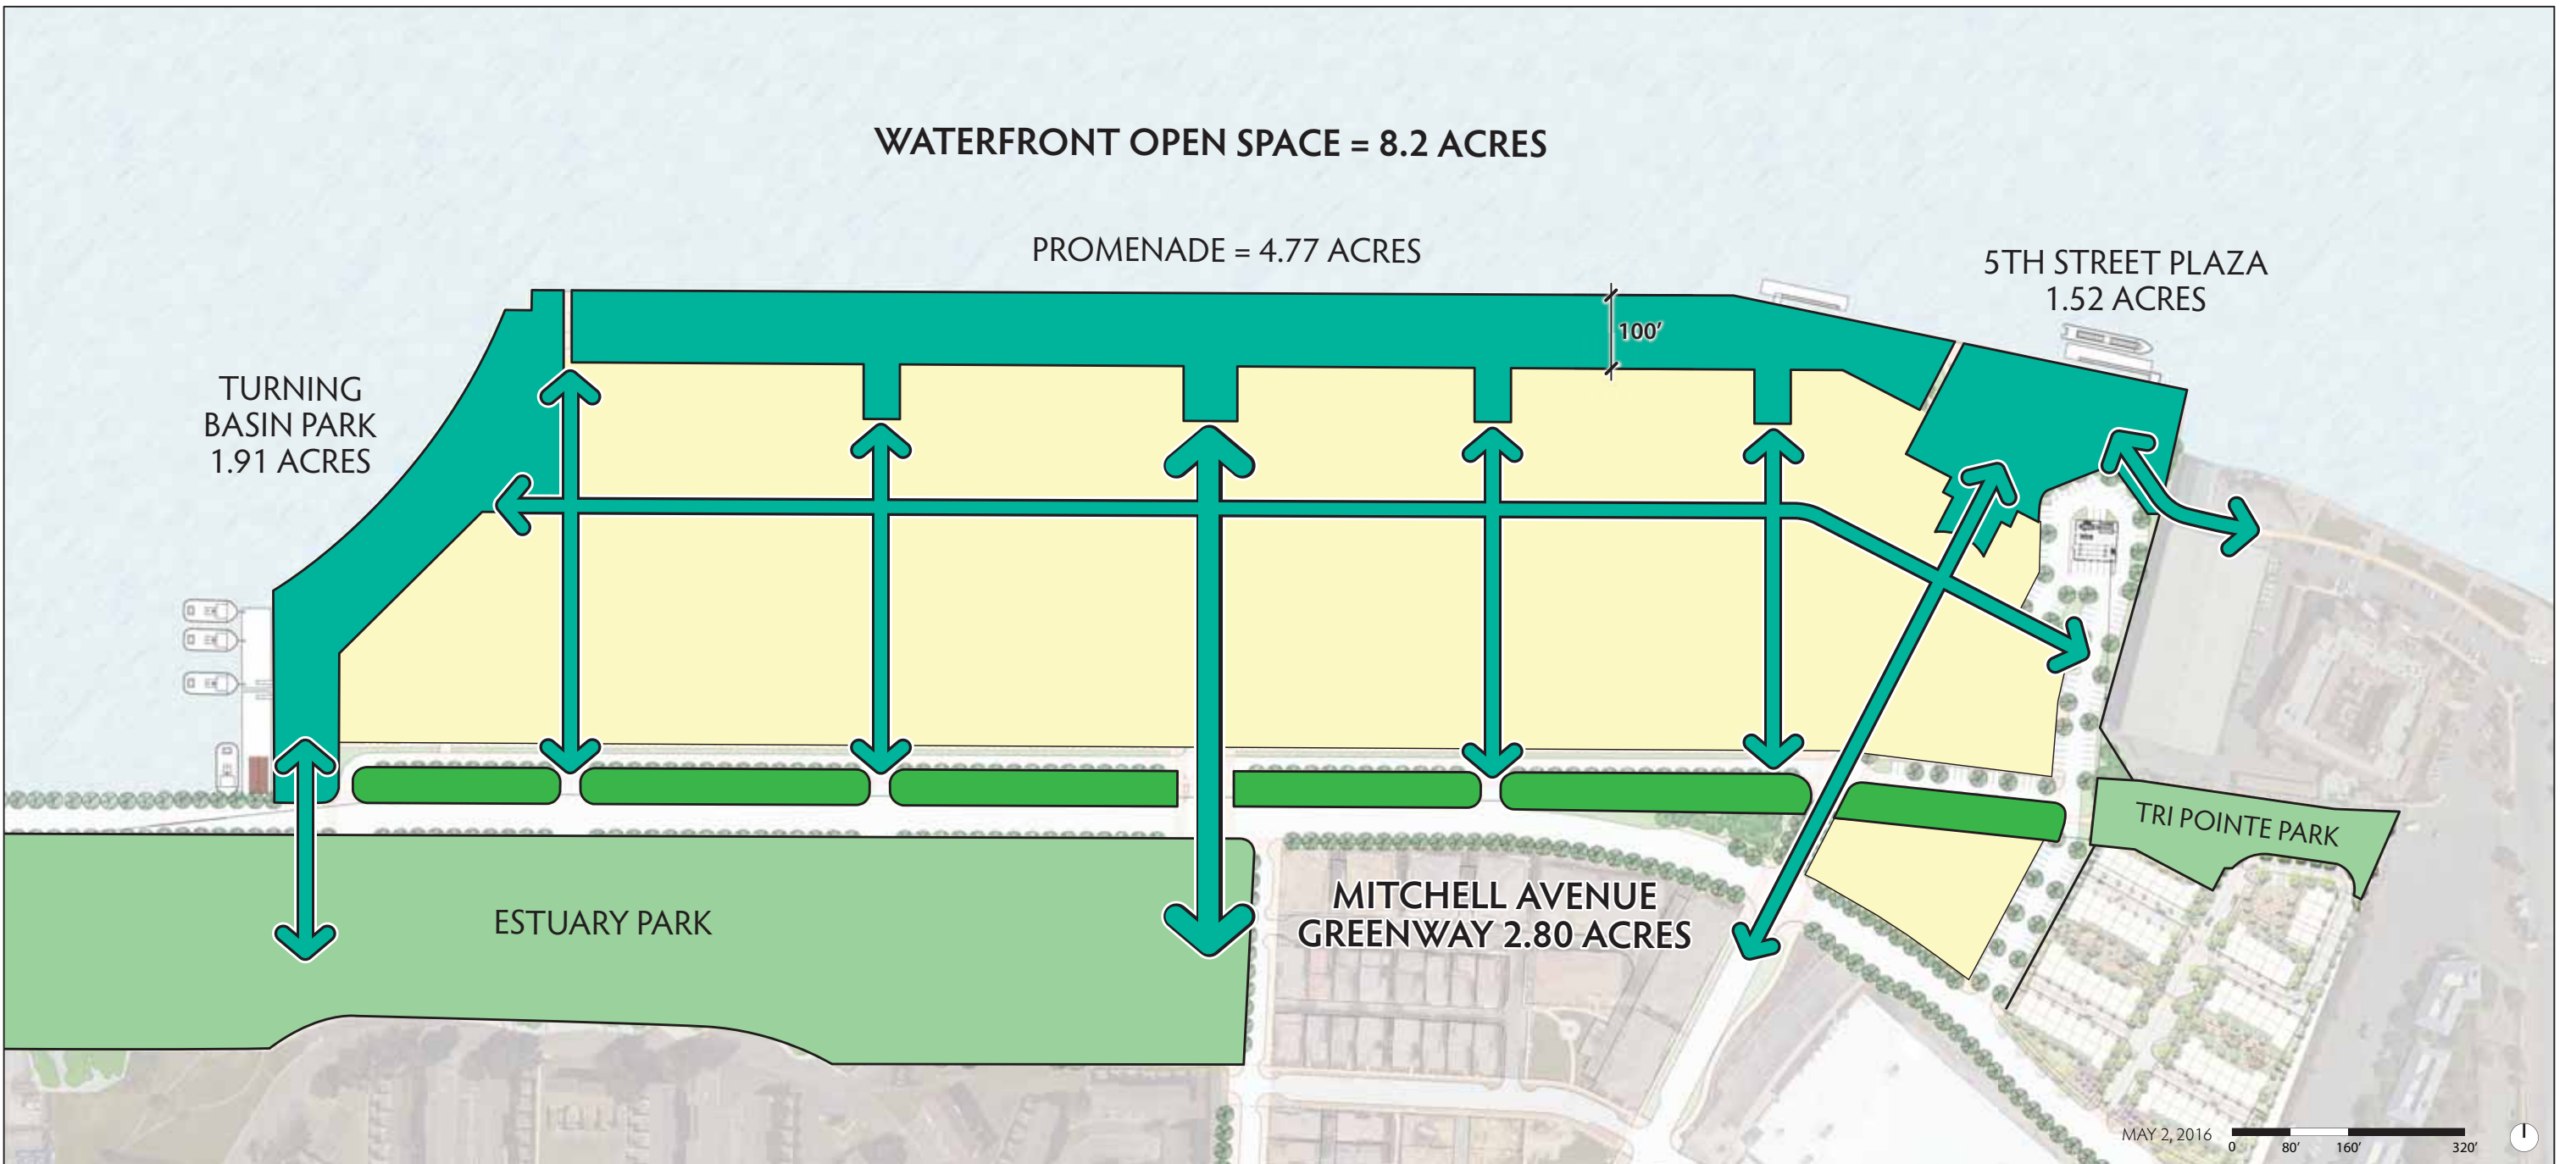 WATERFRONT OPEN SPACE = 8.2 ACRES
PROMENADE = 4.77 ACRES
5TH STREET PLAZA
1.52 ACRES
100'
TURNING
BASIN PARK
1.91 ACRES
TRI POINTE PARK
MITCHELL AVENUE
GREENWAY 2.80 ACRES
ESTUARY PARK
MAY 2, 2016
0 80' 160' 320'